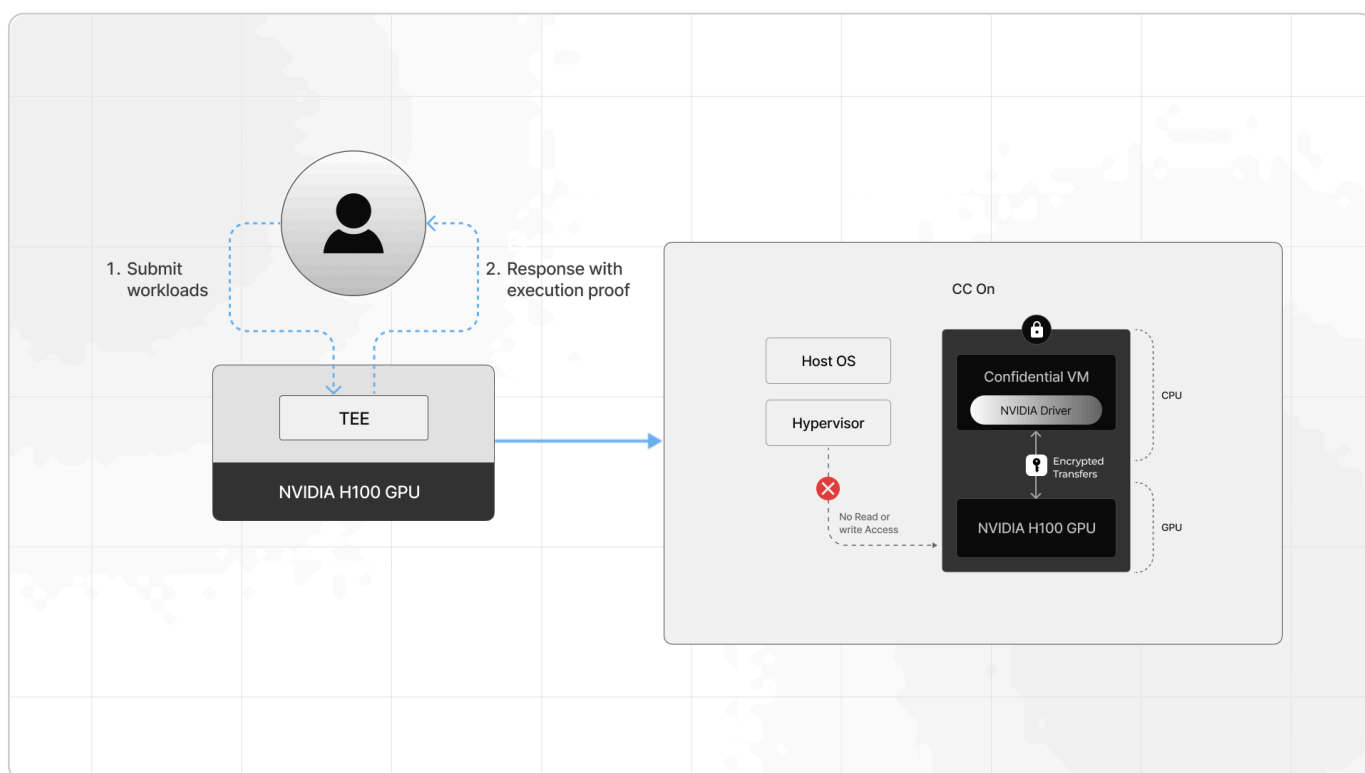 1. Submit
workloads
2. Response with
execution proof
TEE
NVIDIA H100 GPU
CC On
Host OS
Hypervisor
No Read or
write Access
Confidential VM
NVIDIA Driver
Encrypted
Transfers
NVIDIA H100 GPU
CPU
GPU